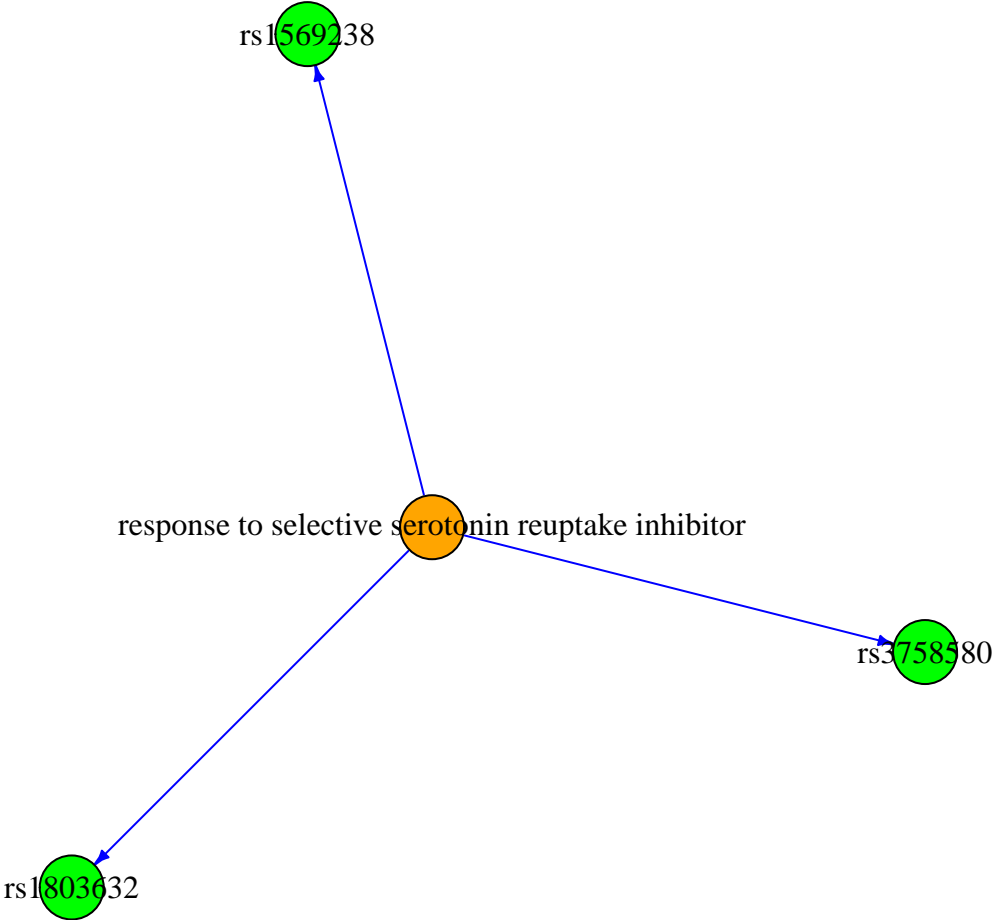 rs1569238
response to selective serotonin reuptake inhibitor
rs3758580
rs1803632